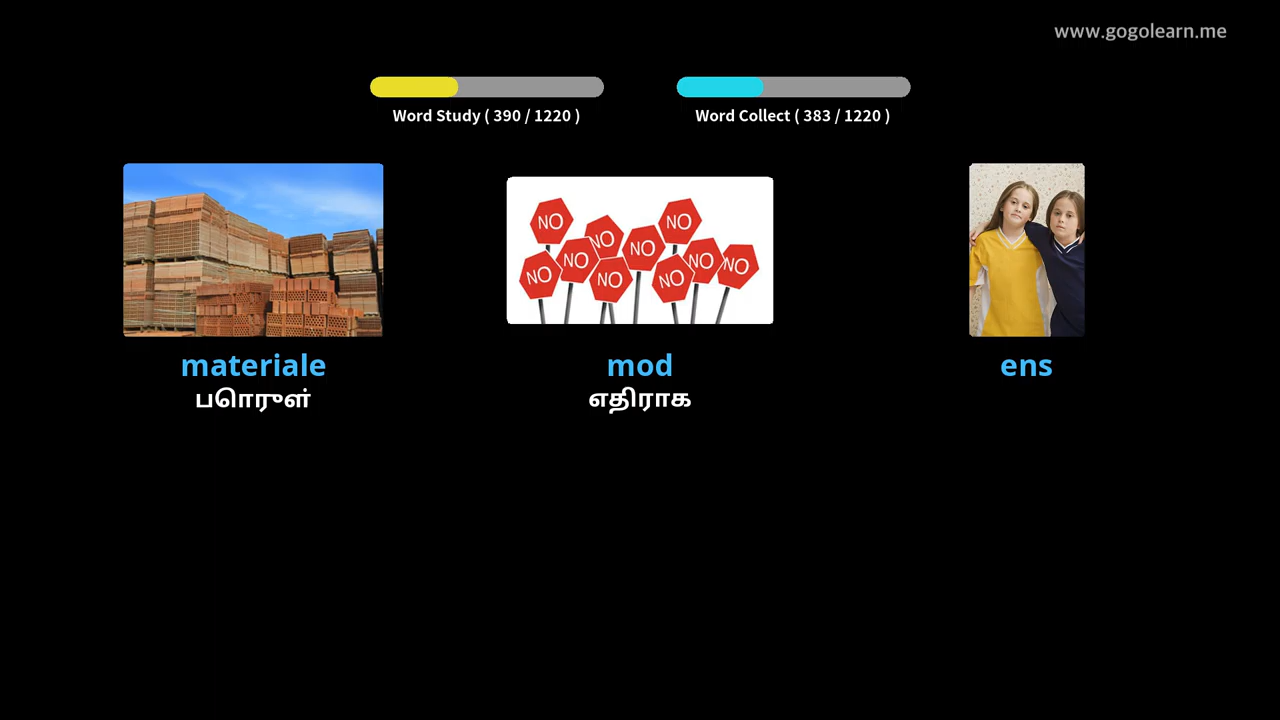 www.gogolearn.me
Word Study ( 390 / 1220 )
Word Collect ( 383 / 1220 )
NO NO NO NO NO NO NO NO NO NO
materiale
பொருள்
mod
எதிராக
ens